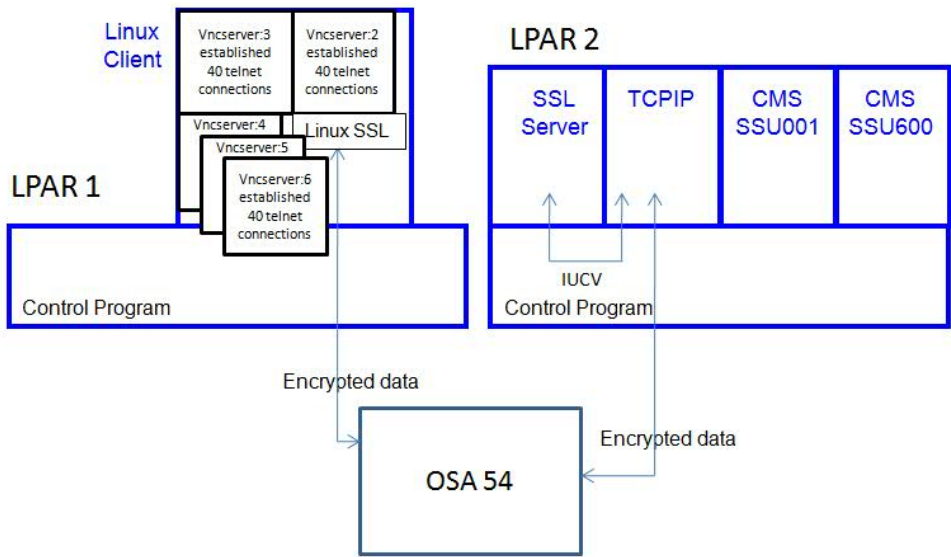 Linux
Client
Vncserver:3
established
40 telnet
connections
Vncserver:2
established
40 telnet
connections
Vncserver:4
Linux SSL
Vncserver:5
Vncserver:6
established
40 telnet
connections
LPAR 1
Control Program
LPAR 2
SSL
Server
TCPIP
CMS
SSU001
CMS
SSU600
IUCV
Control Program
Encrypted data
Encrypted data
OSA 54